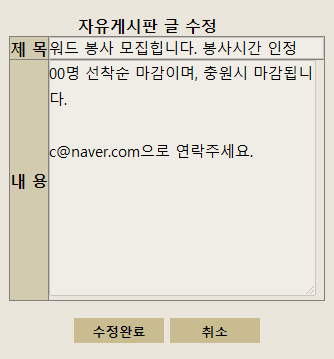 자유게시판 글 수정
제 목 워드 봉사 모집힙니다. 봉사시간 인정
00명 선착순 마감이며, 충원시 마감됩니
다.
c@naver.com으로 연락주세요.
내 용
수정완료 취소